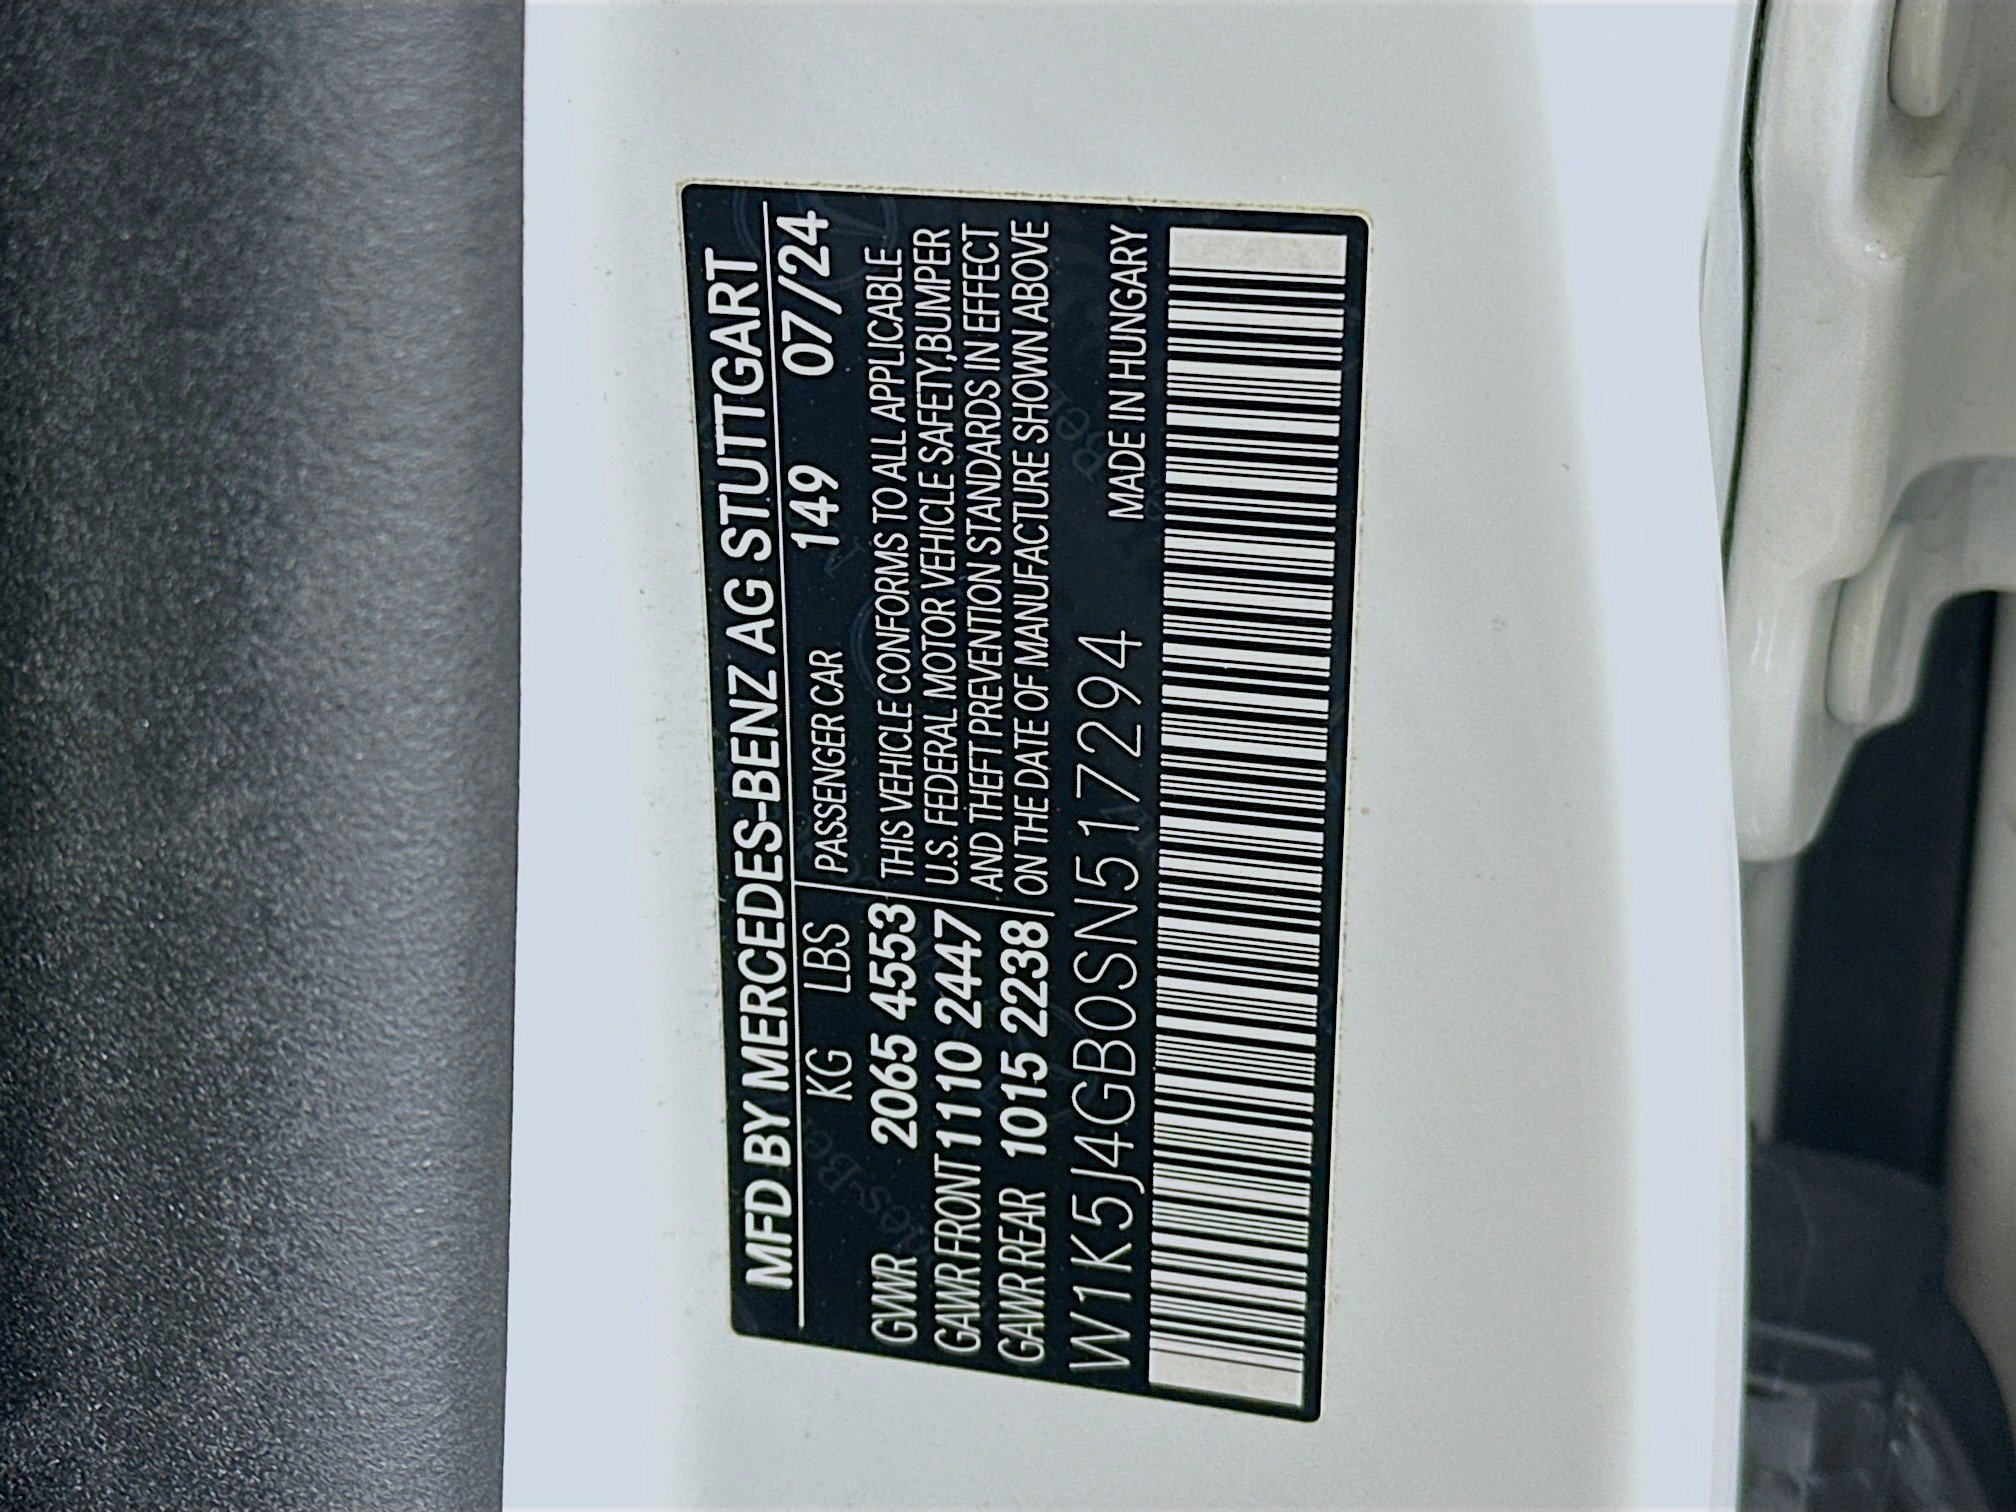 MFD BY MERCEDES-BENZ AG STUTTGART
KG LBS PASSENGER CAR 149 07/24
GVWR 2065 4553
GAWR FRONT 1110 2447
GAWR REAR 1015 2238
THIS VEHICLE CONFORMS TO ALL APPLICABLE
U.S. FEDERAL MOTOR VEHICLE SAFETY,BUMPER
AND THEFT PREVENTION STANDARDS IN EFFECT
ON THE DATE OF MANUFACTURE SHOWN ABOVE
W1K5J4GB0SN517294
MADE IN HUNGARY